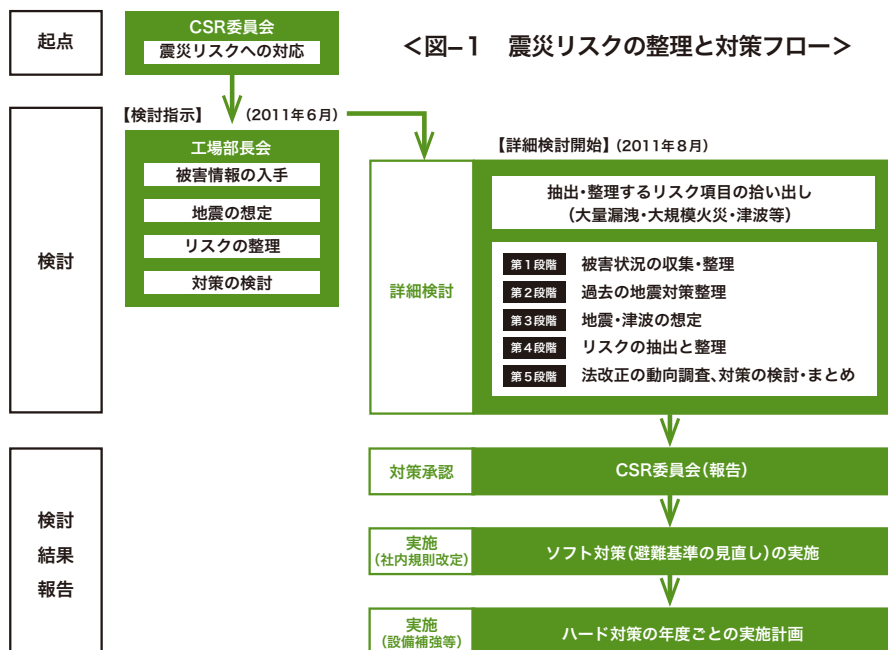 起点
CSR委員会
震災リスクへの対応
＜図−1　震災リスクの整理と対策フロー＞
検討
【検討指示】　（2011年6月）
工場部長会
被害情報の入手
地震の想定
リスクの整理
対策の検討
【詳細検討開始】（2011年8月）
詳細検討
抽出・整理するリスク項目の拾い出し
（大量漏洩・大規模火災・津波等）
第1段階　被害状況の収集・整理
第2段階　過去の地震対策整理
第3段階　地震・津波の想定
第4段階　リスクの抽出と整理
第5段階　法改正の動向調査、対策の検討・まとめ
検討
結果
報告
対策承認
CSR委員会（報告）
実施
（社内規則改定）
ソフト対策（避難基準の見直し）の実施
実施
（設備補強等）
ハード対策の年度ごとの実施計画